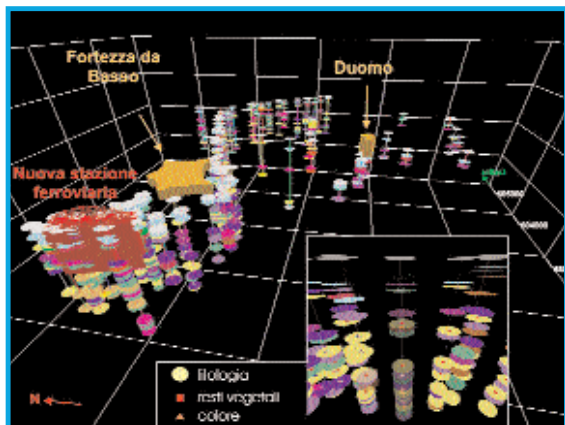 Fortezza da
Basso
Duomo
Nuova stazione
ferroviaria
litologia
resti vegetali
colore
N